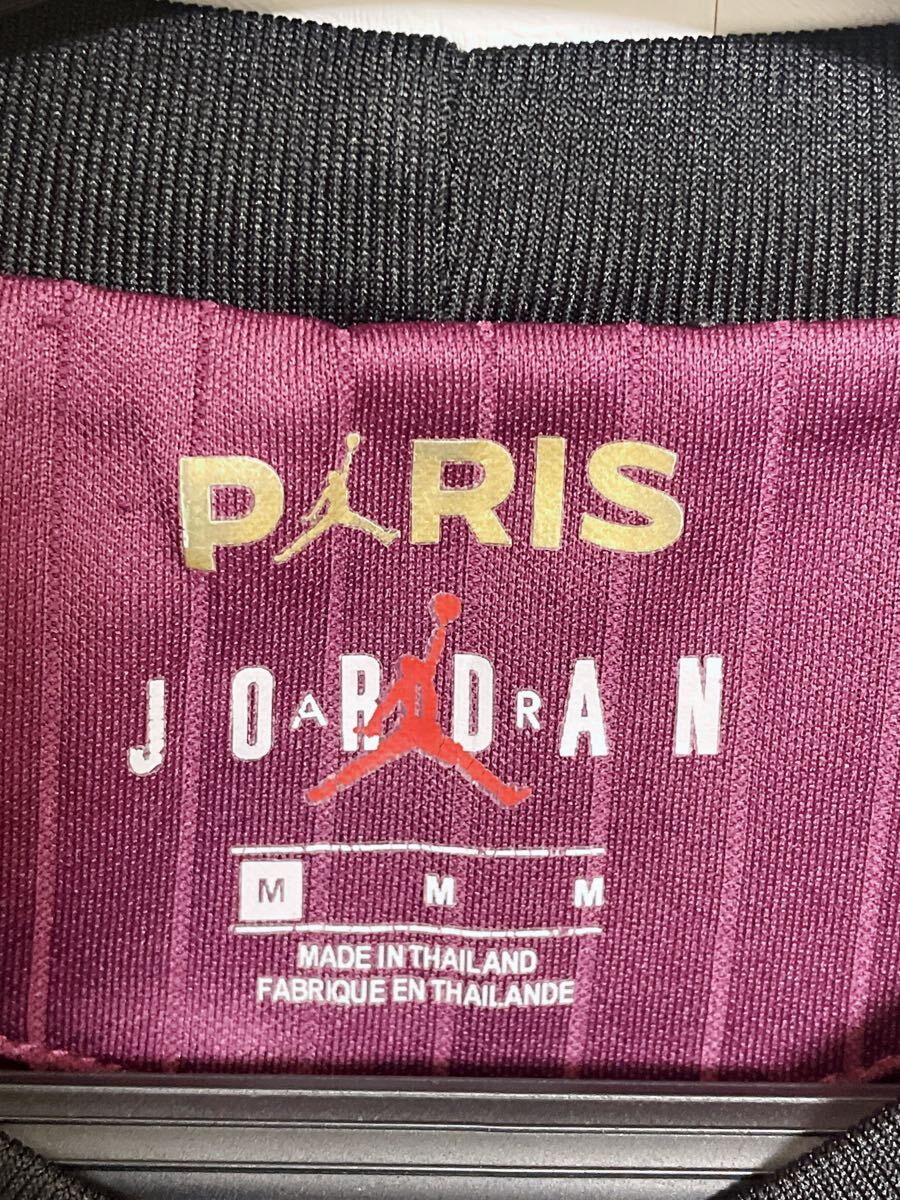 PARIS
JORDAN
AIR
M M M
MADE IN THAILAND
FABRIQUE EN THAILANDE